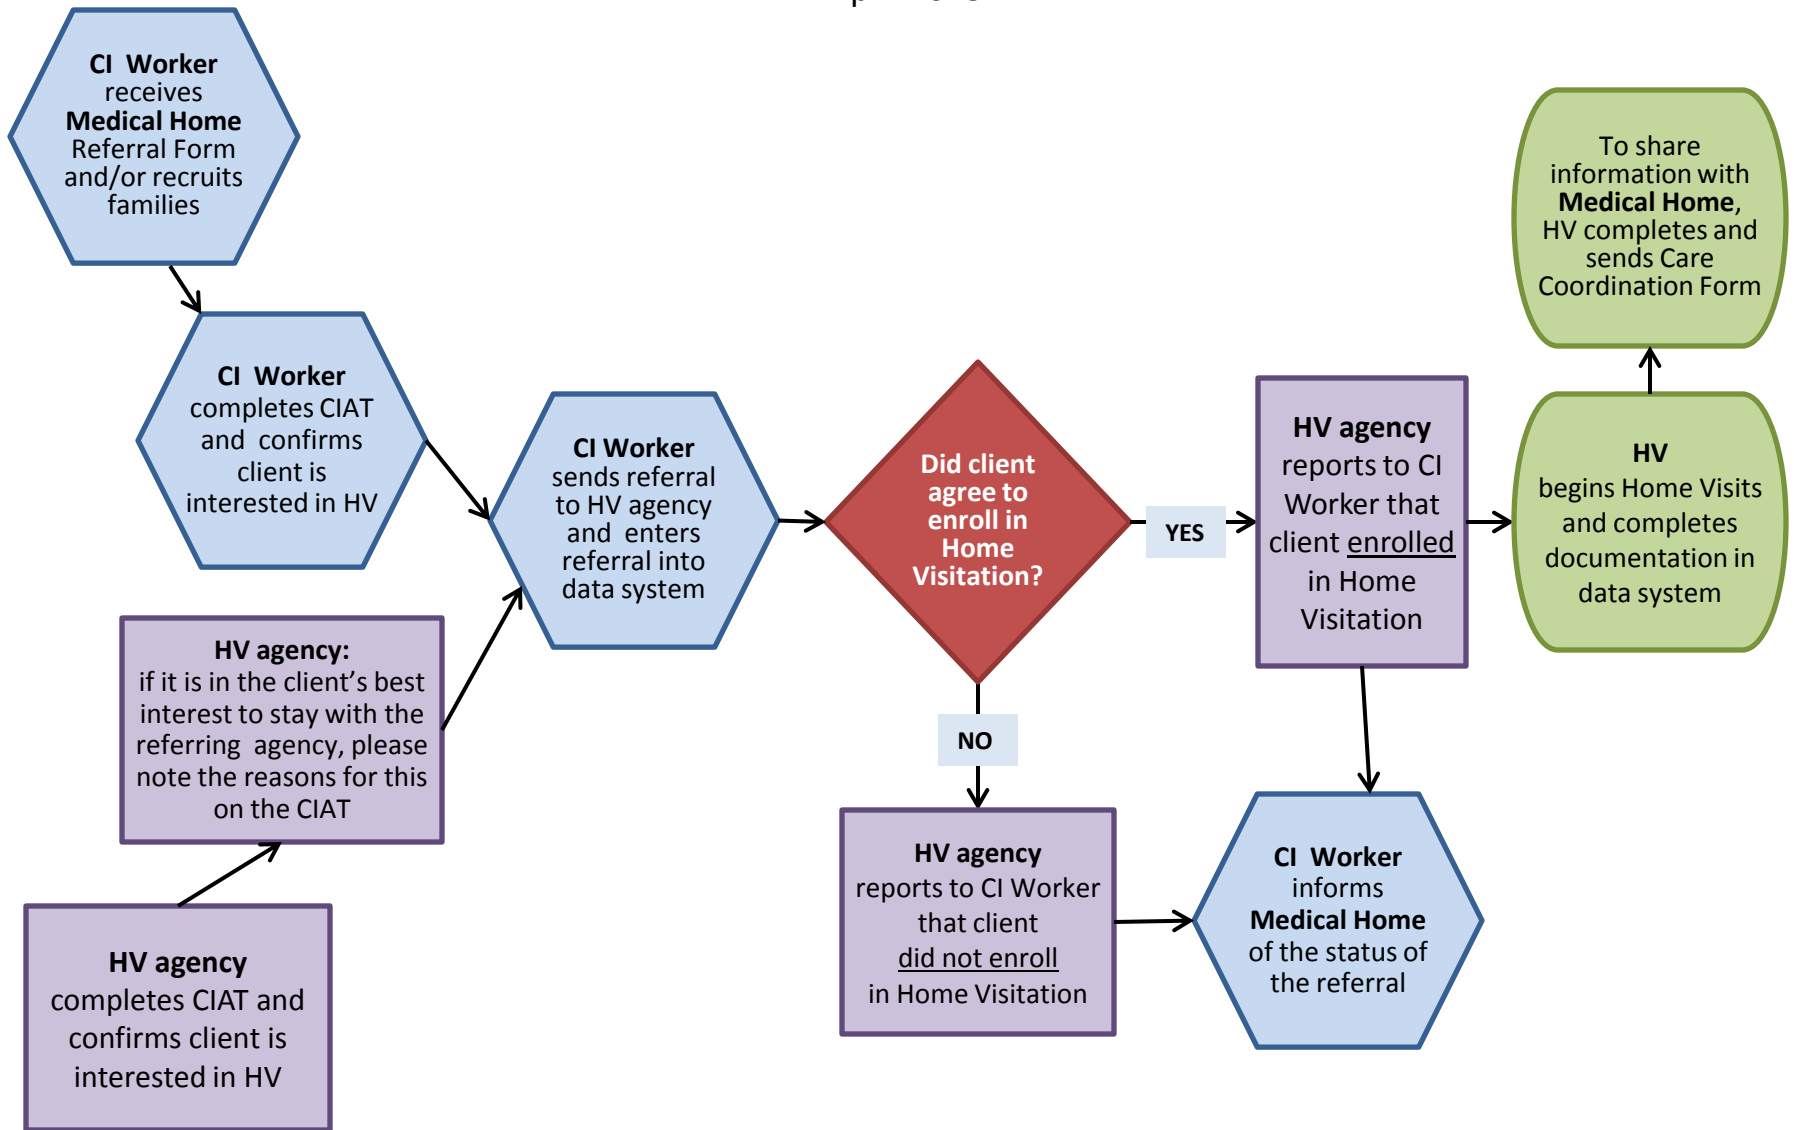 CI Worker
receives
Medical Home
Referral Form
and/or recruits
families
CI Worker
completes CIAT
and confirms
client is
interested in HV
HV agency
completes CIAT and
confirms client is
interested in HV
HV agency:
if it is in the client's best
interest to stay with the
referring agency, please
note the reasons for this
on the CIAT
CI Worker
sends referral
to HV agency
and enters
referral into
data system
Did client
agree to
enroll in
Home
Visitation?
YES
NO
HV agency
reports to CI
Worker that
client enrolled
in Home
Visitation
HV agency
reports to CI Worker
that client
did not enroll
in Home Visitation
CI Worker
informs
Medical Home
of the status of
the referral
HV
begins Home Visits
and completes
documentation in
data system
To share
information with
Medical Home,
HV completes and
sends Care
Coordination Form